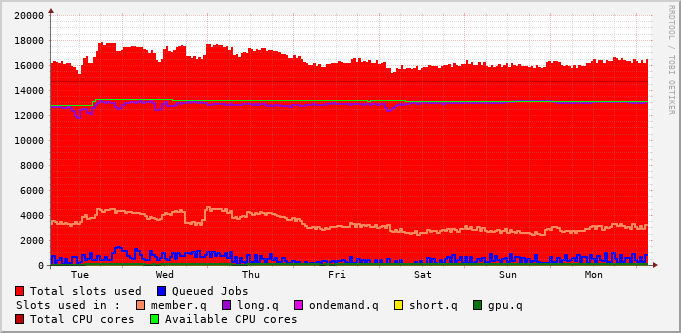 20000
18000
16000
14000
12000
10000
8000
6000
4000
2000
0
Tue Wed Thu Fri Sat Sun Mon
RRDTOOL / TOBI OETIKER
Total slots used Queued Jobs
Slots used in : member.q long.q ondemand.q short.q gpu.q
Total CPU cores Available CPU cores